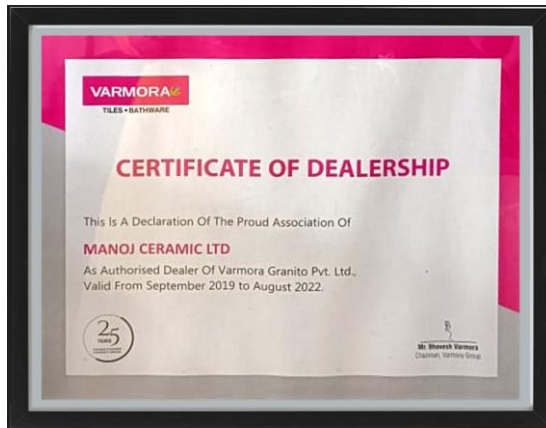 VARMORA
TILES • BATHWARE
CERTIFICATE OF DEALERSHIP
This Is A Declaration Of The Proud Association Of
MANOJ CERAMIC LTD
As Authorised Dealer Of Varmora Granito Pvt. Ltd.,
Valid From September 2019 to August 2022.
25
YEARS
Mr. Bhavesh Varmora
Chairman, Varmora Group